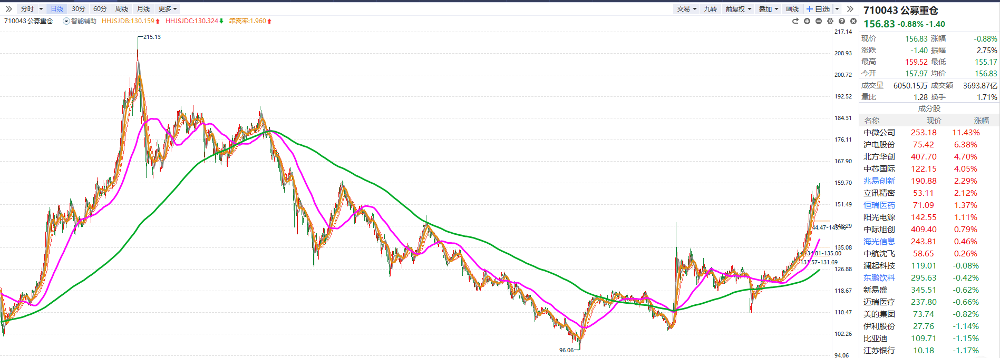 分时 日线 30分 60分 周线 月线 更多 交易 九转 前复权 叠加 画线 自选
710043 公募重仓 智能辅助 HHJSJDB:130.159 HHJSJDC:130.324 乖离率:1.960
217.14
215.13
208.93
200.72
192.52
184.31
176.11
167.90
159.70
151.49
143.29
44.47-145.46
135.08
134.81-135.00
131.57-131.59
126.88
118.67
110.47
102.26
96.06
94.06
710043 公募重仓
156.83 -0.88% -1.40
现价 156.83 涨幅 -0.88%
涨跌 -1.40 振幅 2.75%
最高 159.52 最低 155.17
今开 157.97 均价 156.83
成交量 6050.15万 成交额 3693.87亿
量比 1.28 换手 1.71%
成分股
名称 现价 涨幅
中微公司 253.18 11.43%
沪电股份 75.42 6.38%
北方华创 407.70 4.70%
中芯国际 122.15 4.05%
兆易创新 190.88 2.29%
立讯精密 53.11 2.12%
恒瑞医药 71.09 1.37%
阳光电源 142.55 1.11%
中际旭创 409.40 0.79%
海光信息 243.81 0.46%
中航沈飞 58.65 0.26%
澜起科技 119.01 -0.08%
东鹏饮料 295.63 -0.42%
新易盛 345.51 -0.62%
迈瑞医疗 237.80 -0.66%
美的集团 73.74 -0.82%
伊利股份 27.76 -1.14%
比亚迪 109.71 -1.15%
江苏银行 10.18 -1.17%